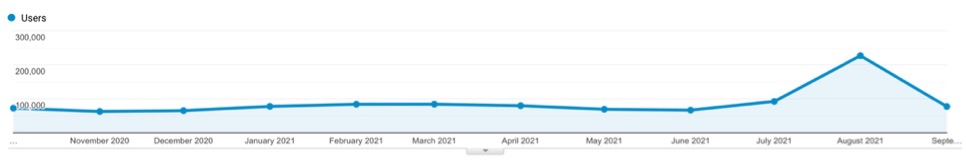 Users
300,000
200,000
100,000
... November 2020 December 2020 January 2021 February 2021 March 2021 April 2021 May 2021 June 2021 July 2021 August 2021 Septe...